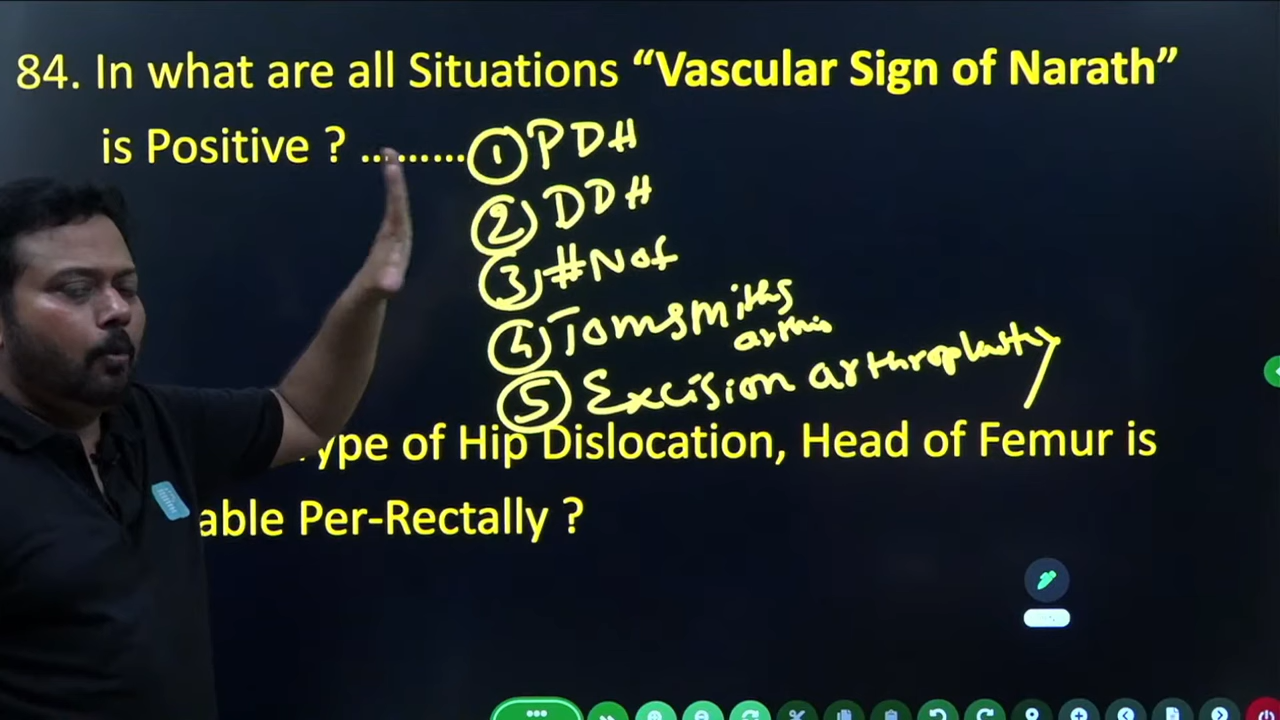 84. In what are all Situations “Vascular Sign of Narath”
is Positive ? .........
① PDH
② DDH
③ #Nof
④ Tomsmiths
arthis
⑤ Excision arthroplasty
ype of Hip Dislocation, Head of Femur is
able Per-Rectally ?